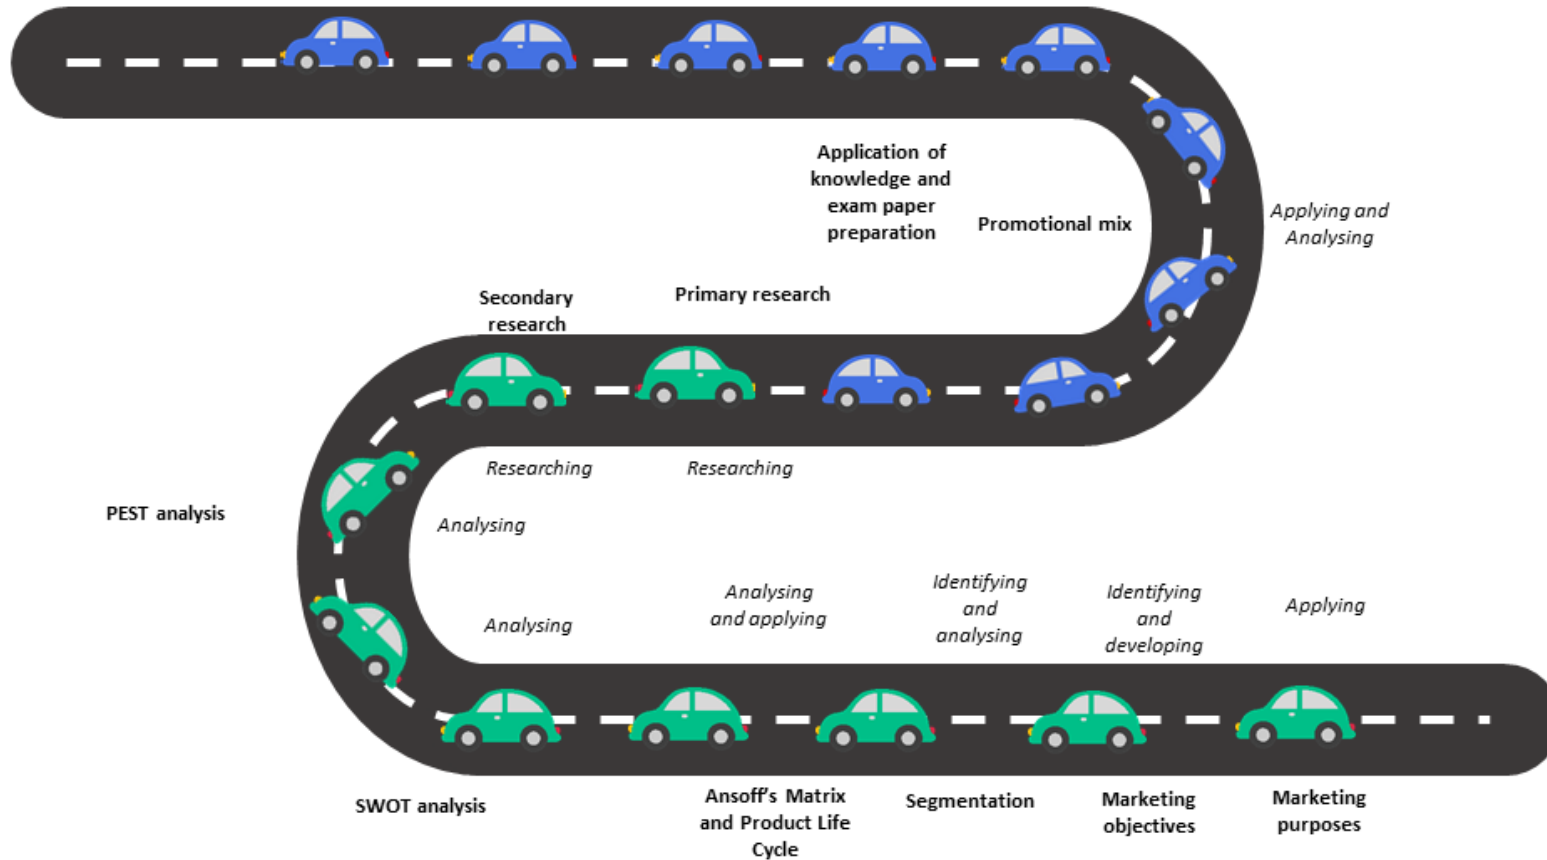 Application of
knowledge and
exam paper
preparation
Promotional mix
Applying and
Analysing
Secondary
research
Primary research
Researching
Researching
PEST analysis
Analysing
Analysing
Analysing
and applying
Identifying
and
analysing
Identifying
and
developing
Applying
SWOT analysis
Ansoff's Matrix
and Product Life
Cycle
Segmentation
Marketing
objectives
Marketing
purposes